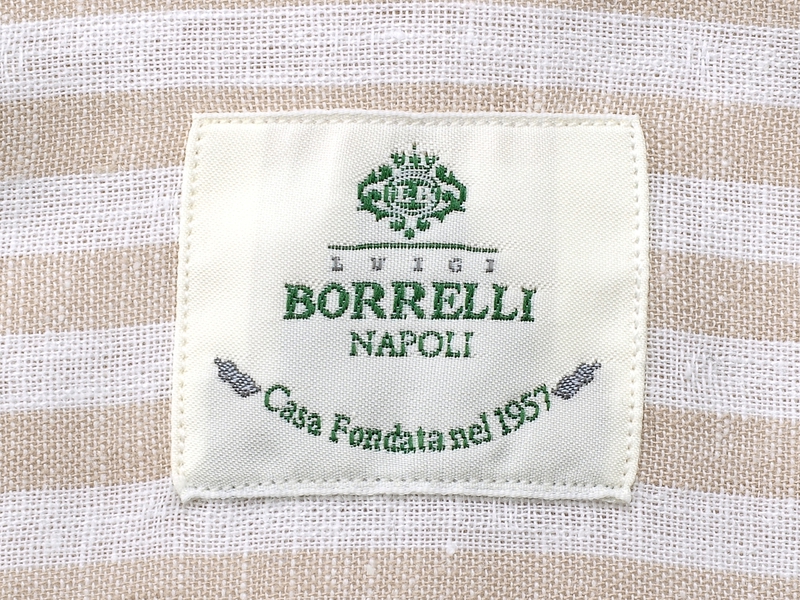 LUIGI
BORRELLI
NAPOLI
Casa Fondata nel 1957